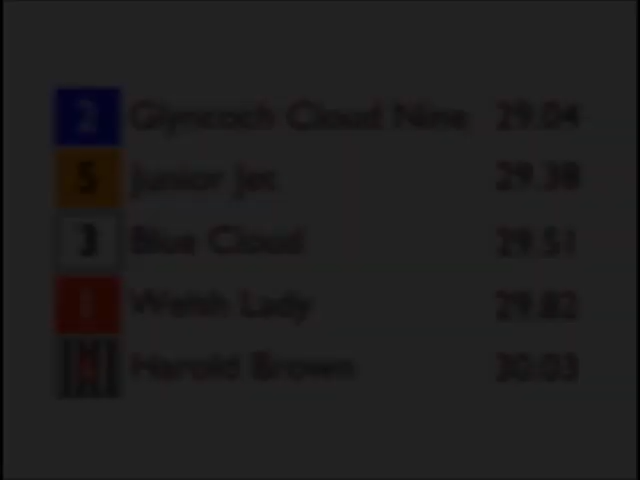 2 Glyncoch Cloud Nine 29.04
5 Junior Jet 29.38
3 Blue Cloud 29.51
1 Welsh Lady 29.82
Harold Brown 30.03